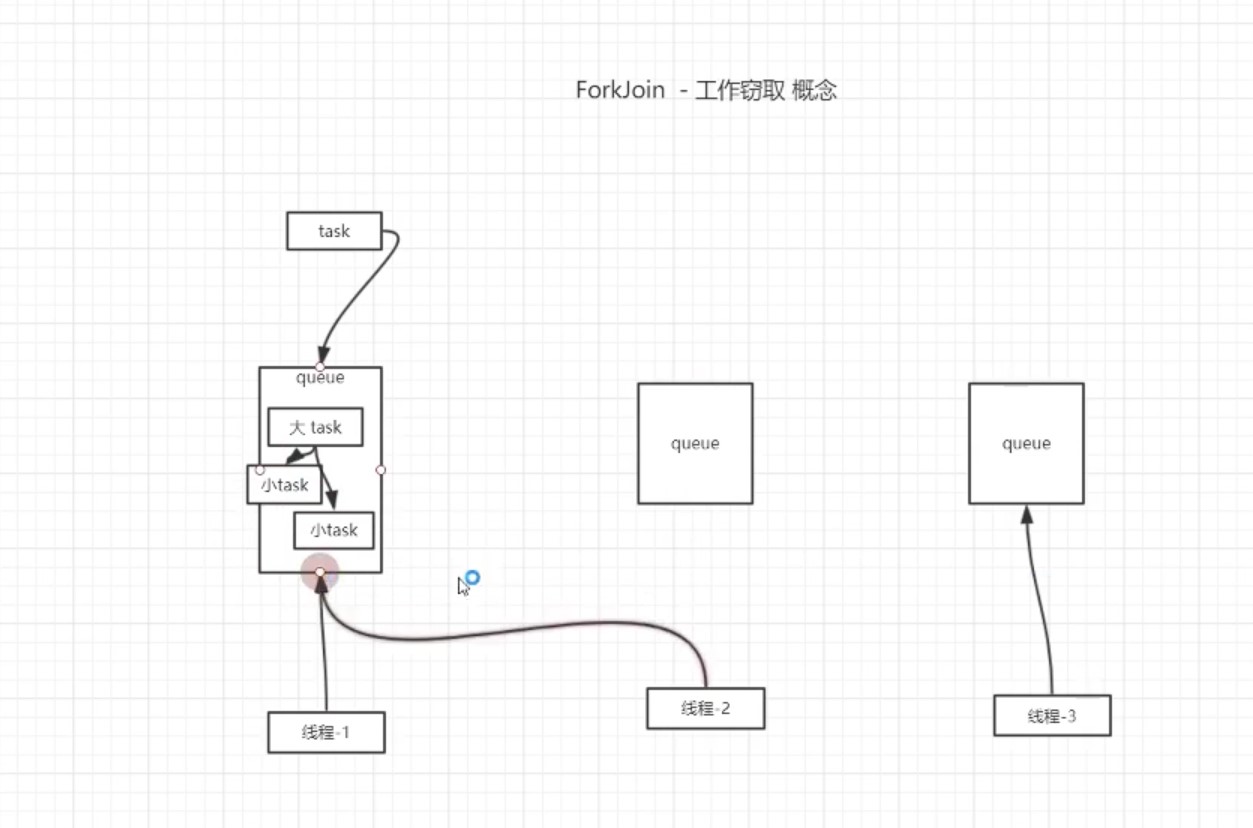 ForkJoin - 工作窃取 概念
task
queue
大 task
小task
小task
queue
queue
线程-1
线程-2
线程-3